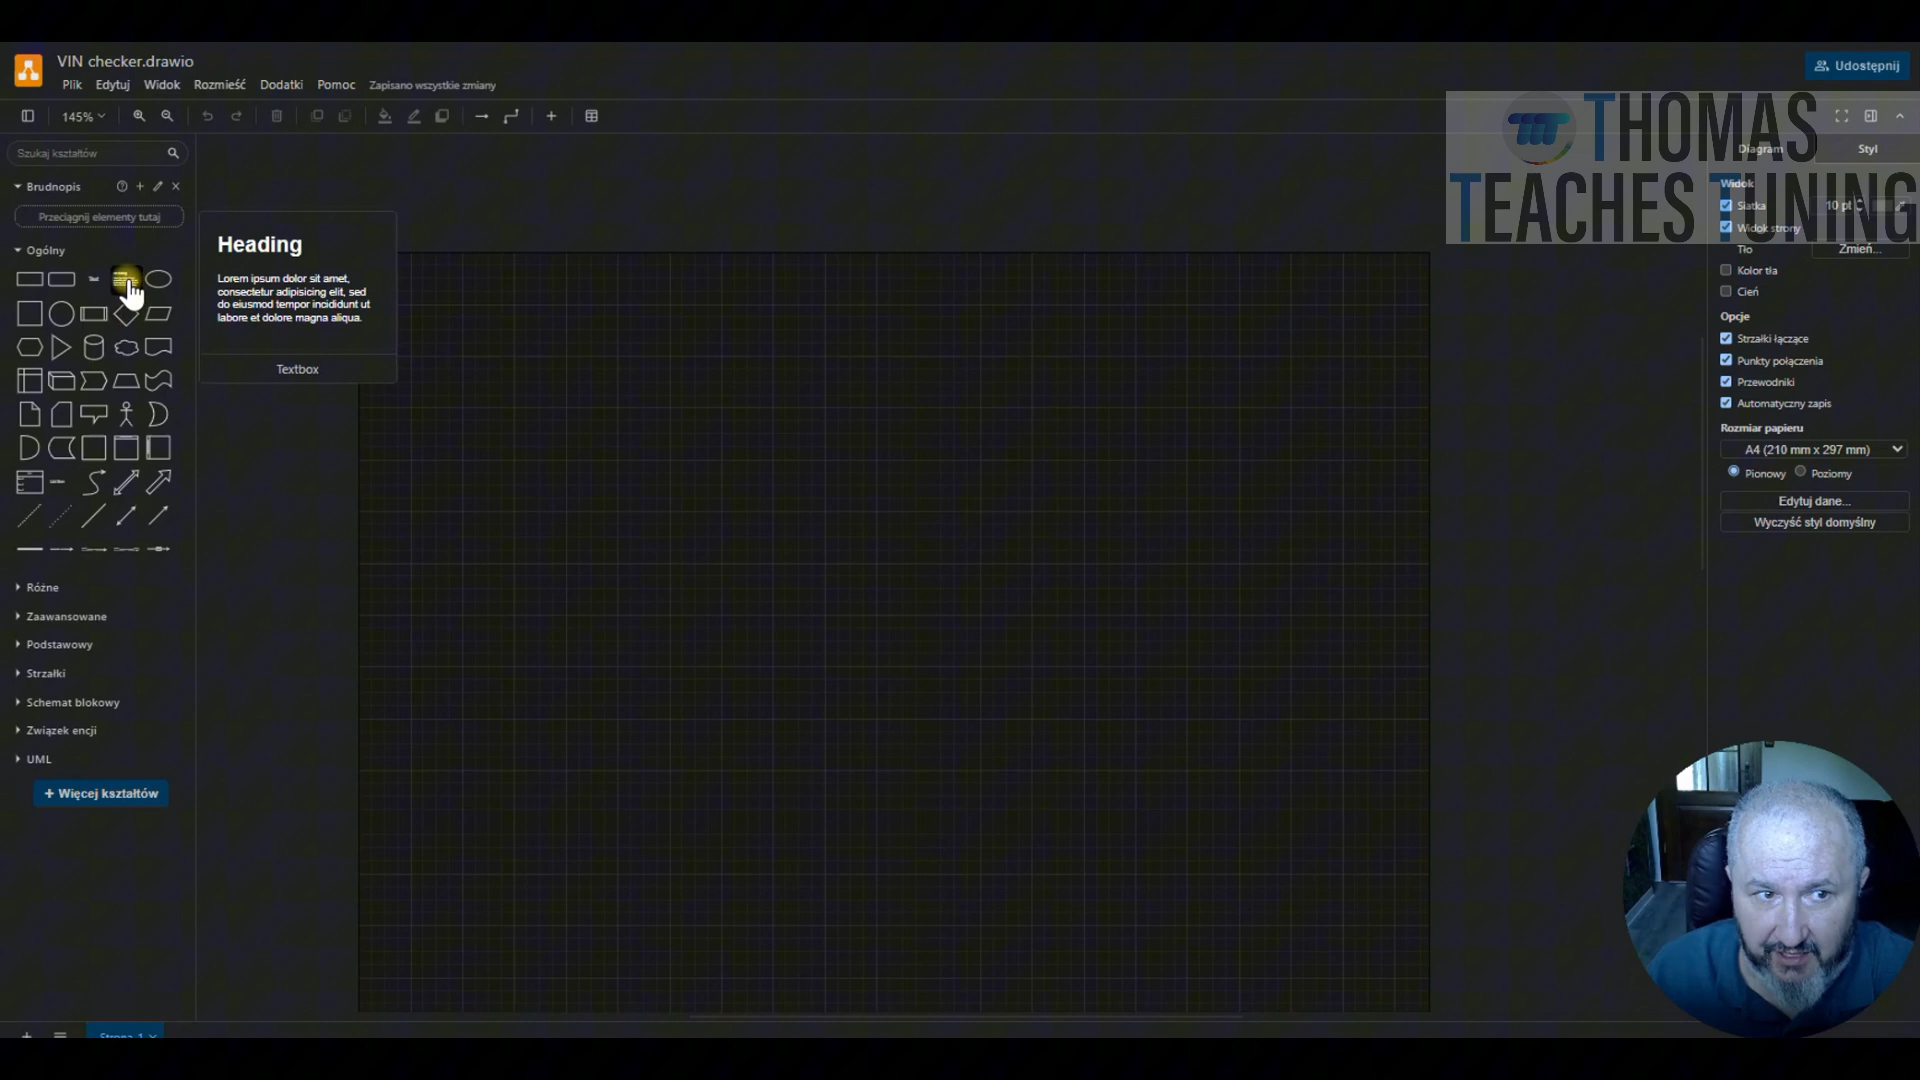 VIN checker.drawio
Plik Edytuj Widok Rozmieść Dodatki Pomoc Zapisano wszystkie zmiany
Udostępnij
145%
THOMAS
TEACHES TUNING
Szukaj kształtów
Diagram Styl
Brudnopis
Widok
Przeciągnij elementy tutaj
Siatka 10 pt
Widok strony
Heading
Lorem ipsum dolor sit amet,
consectetur adipisicing elit, sed
do eiusmod tempor incididunt ut
labore et dolore magna aliqua.
Textbox
Ogólny
Text
Tło Zmień...
Kolor tła
Cień
Opcje
Strzałki łączące
Punkty połączenia
Przewodniki
Automatyczny zapis
Rozmiar papieru
A4 (210 mm x 297 mm)
Pionowy Poziomy
Edytuj dane...
Wyczyść styl domyślny
Różne
Zaawansowane
Podstawowy
Strzałki
Schemat blokowy
Związek encji
UML
+ Więcej kształtów
Strona-1